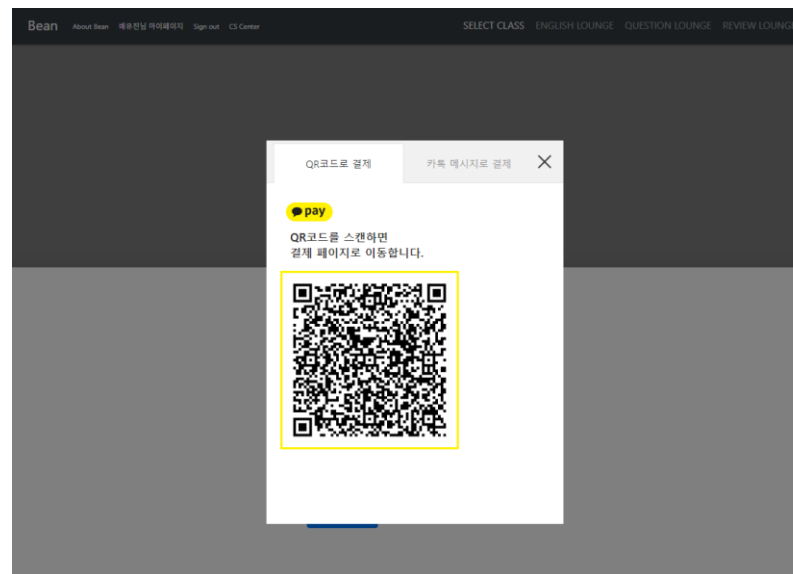 Bean About Bean 애유진님 마이페이지 Sign out CS Center SELECT CLASS ENGLISH LOUNGE QUESTION LOUNGE REVIEW LOUNGE
QR코드로 결제 카톡 메시지로 결제
pay
QR코드를 스캔하면
결제 페이지로 이동합니다.